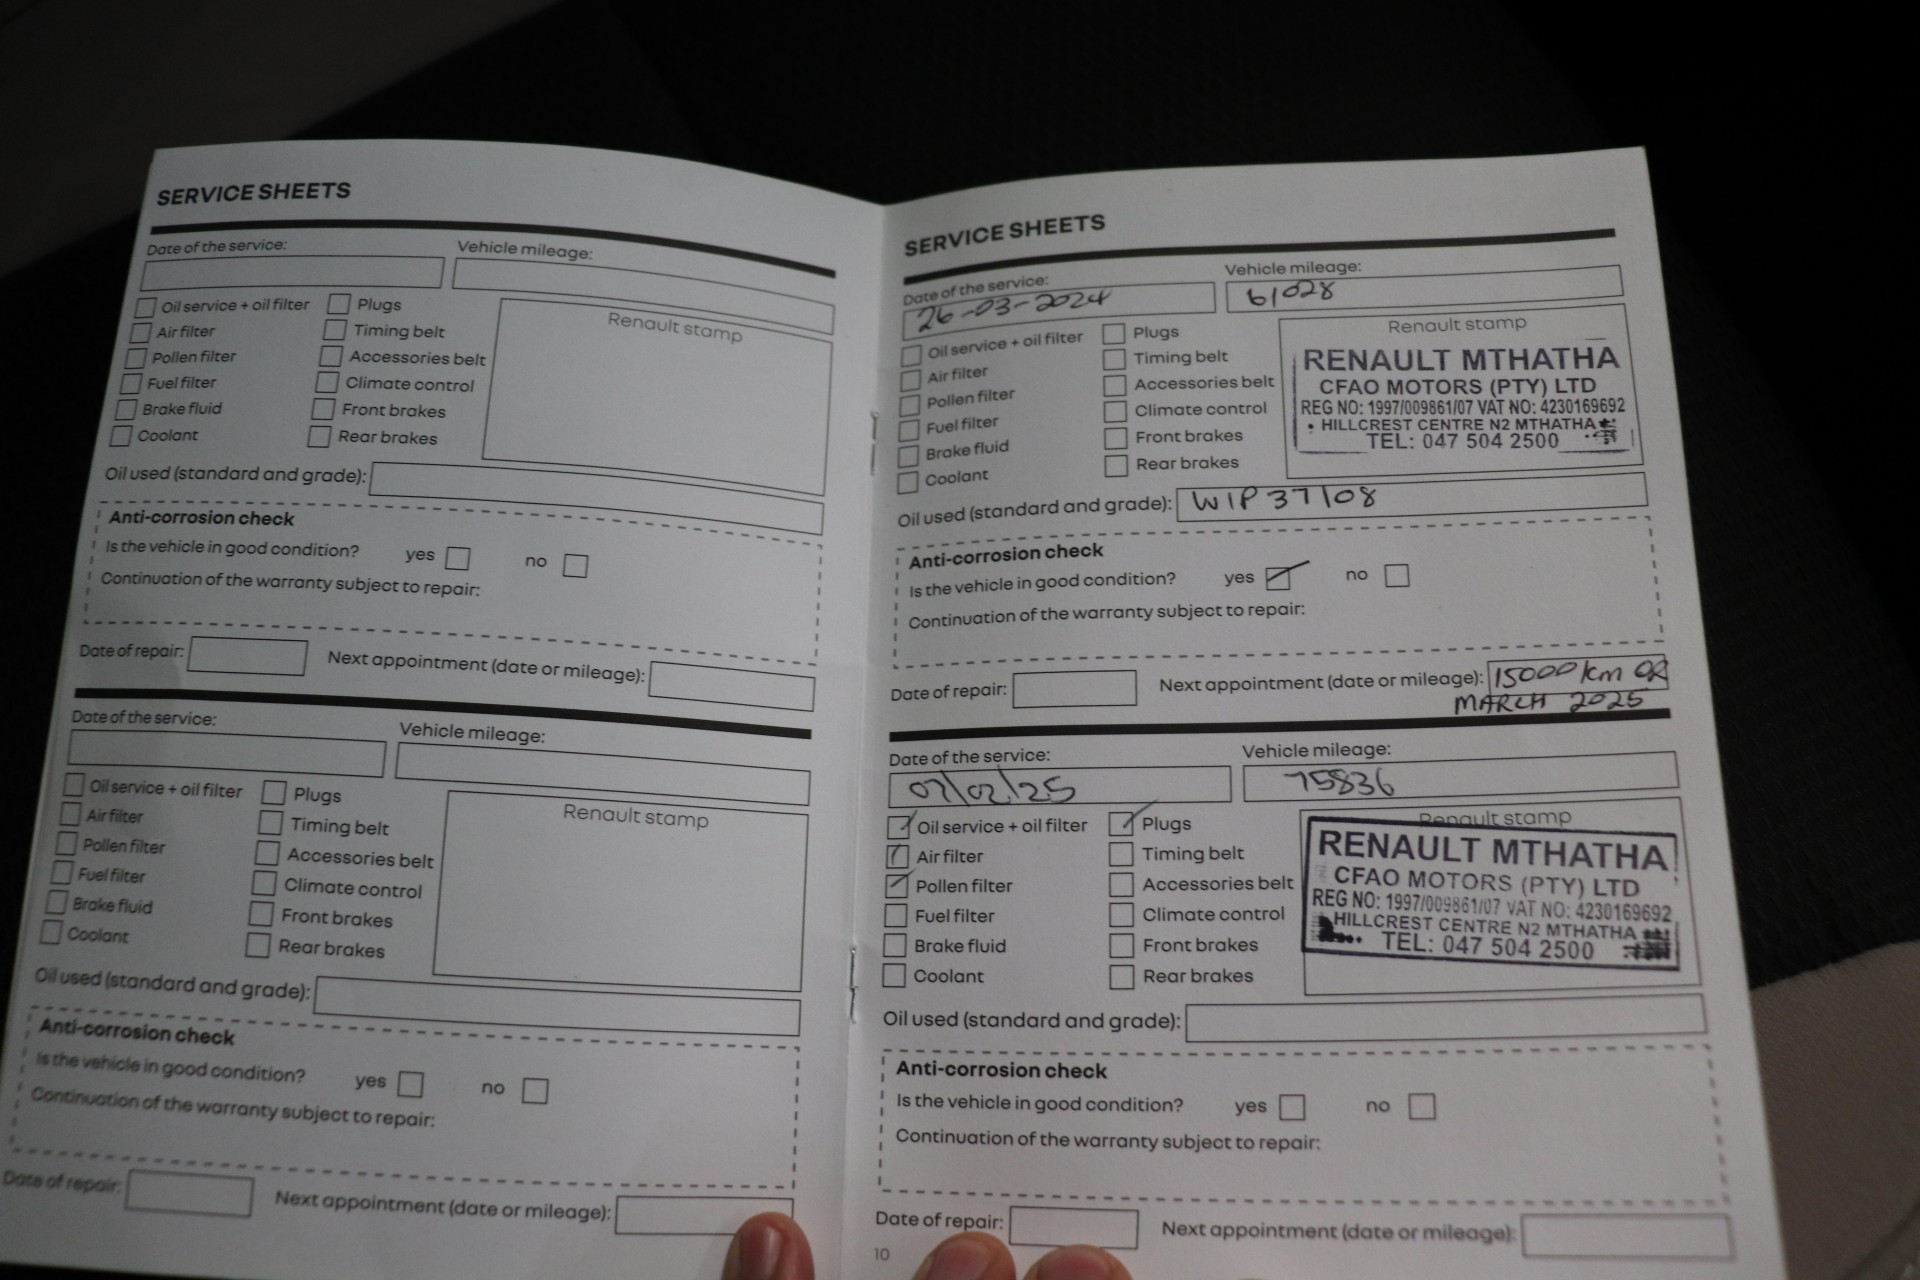 SERVICE SHEETS
Date of the service: Vehicle mileage:
Oil service + oil filter Plugs
Air filter Timing belt
Pollen filter Accessories belt
Fuel filter Climate control
Brake fluid Front brakes
Coolant Rear brakes
Renault stamp
Oil used (standard and grade):
Anti-corrosion check
Is the vehicle in good condition? yes no
Continuation of the warranty subject to repair:
Date of repair: Next appointment (date or mileage):
Date of the service: Vehicle mileage:
Oil service + oil filter Plugs
Air filter Timing belt
Pollen filter Accessories belt
Fuel filter Climate control
Brake fluid Front brakes
Coolant Rear brakes
Renault stamp
Oil used (standard and grade):
Anti-corrosion check
Is the vehicle in good condition? yes no
Continuation of the warranty subject to repair:
Date of repair: Next appointment (date or mileage):
SERVICE SHEETS
Date of the service: Vehicle mileage:
26-03-2024 61028
Oil service + oil filter Plugs
Air filter Timing belt
Pollen filter Accessories belt
Fuel filter Climate control
Brake fluid Front brakes
Coolant Rear brakes
Renault stamp
RENAULT MTHATHA
CFAO MOTORS (PTY) LTD
REG NO: 1997/009861/07 VAT NO: 4230169692
HILLCREST CENTRE N2 MTHATHA
TEL: 047 504 2500
Oil used (standard and grade): WIP 37108
Anti-corrosion check
Is the vehicle in good condition? yes no
Continuation of the warranty subject to repair:
Date of repair: Next appointment (date or mileage): 15000 km OR
MARCH 2025
Date of the service: Vehicle mileage:
07/02/25 75836
Oil service + oil filter Plugs
Air filter Timing belt
Pollen filter Accessories belt
Fuel filter Climate control
Brake fluid Front brakes
Coolant Rear brakes
Renault stamp
RENAULT MTHATHA
CFAO MOTORS (PTY) LTD
REG NO: 1997/009861/07 VAT NO: 4230169692
HILLCREST CENTRE N2 MTHATHA
TEL: 047 504 2500
Oil used (standard and grade):
Anti-corrosion check
Is the vehicle in good condition? yes no
Continuation of the warranty subject to repair:
Date of repair: Next appointment (date or mileage):
10